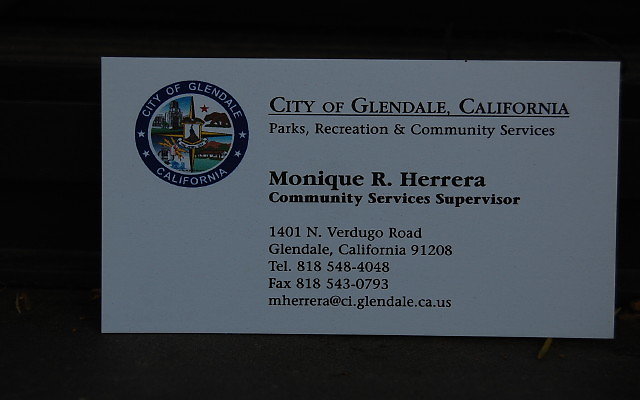 CITY OF GLENDALE
CALIFORNIA
CITY OF GLENDALE, CALIFORNIA
Parks, Recreation & Community Services
Monique R. Herrera
Community Services Supervisor
1401 N. Verdugo Road
Glendale, California 91208
Tel. 818 548-4048
Fax 818 543-0793
mherrera@ci.glendale.ca.us